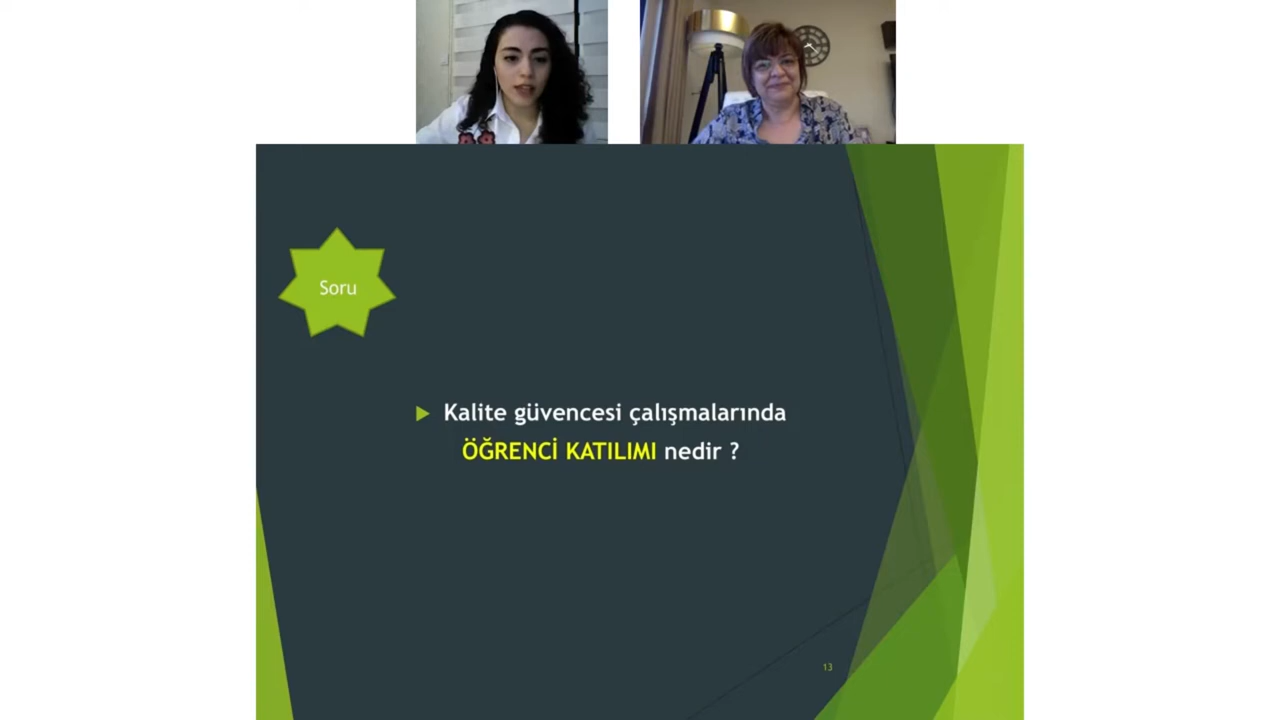 Soru
Kalite güvencesi çalışmalarında
ÖĞRENCİ KATILIMI nedir ?
13